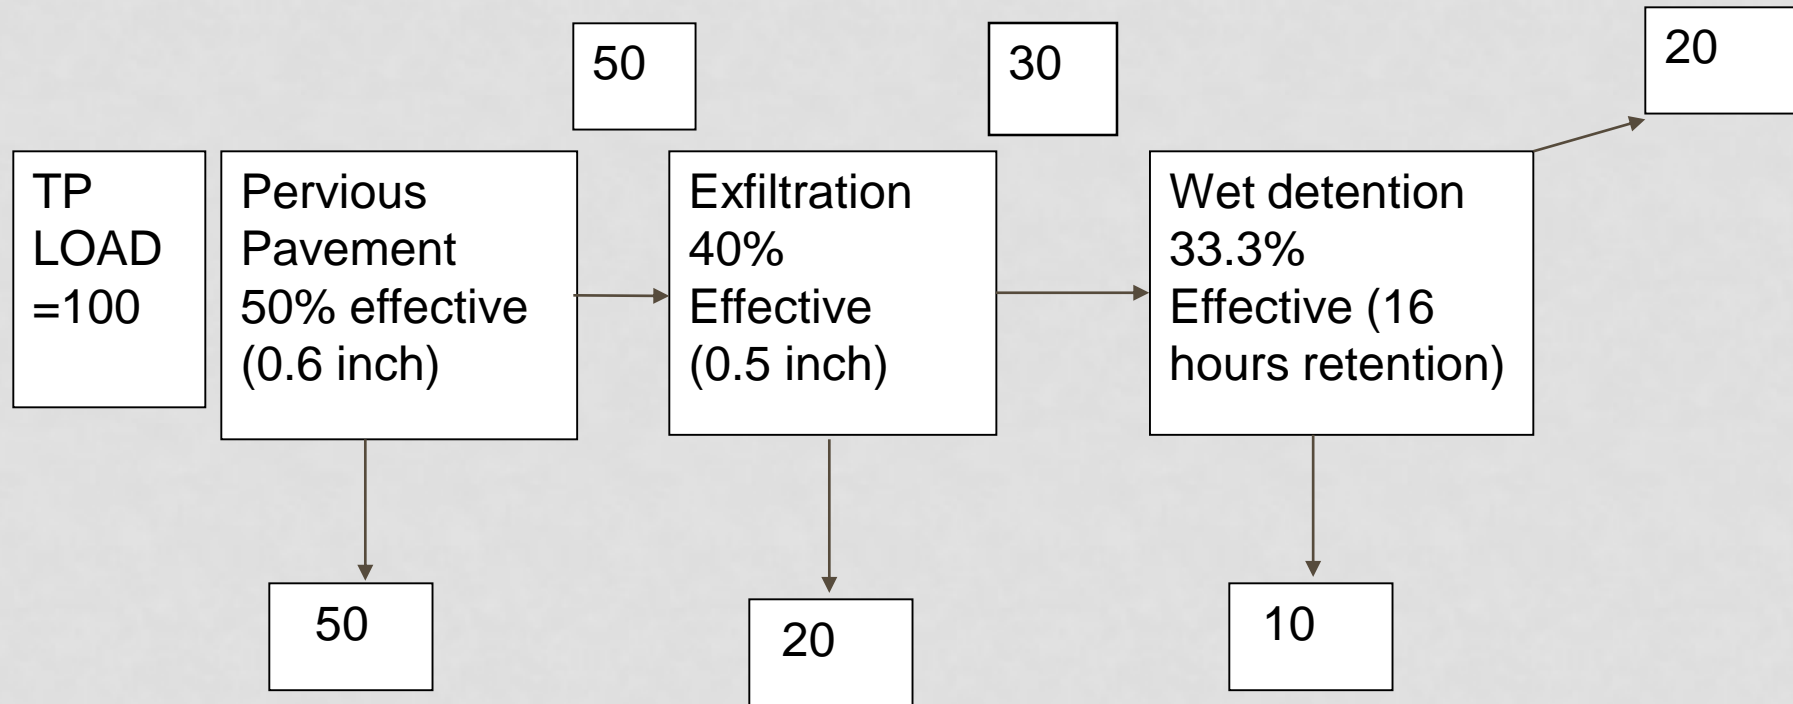 50
30
20
TP
LOAD
=100
Pervious
Pavement
50% effective
(0.6 inch)
Exfiltration
40%
Effective
(0.5 inch)
Wet detention
33.3%
Effective (16
hours retention)
50
20
10